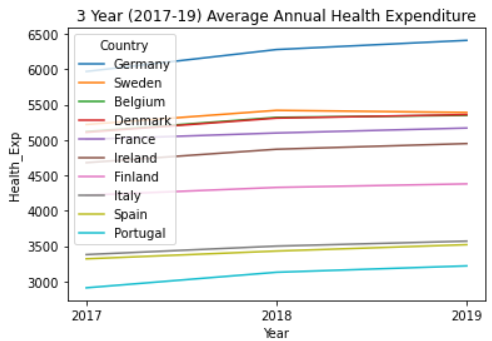 3 Year (2017-19) Average Annual Health Expenditure
6500
6000
5500
5000
4500
4000
3500
3000
Health_Exp
Country
Germany
Sweden
Belgium
Denmark
France
Ireland
Finland
Italy
Spain
Portugal
2017
2018
2019
Year